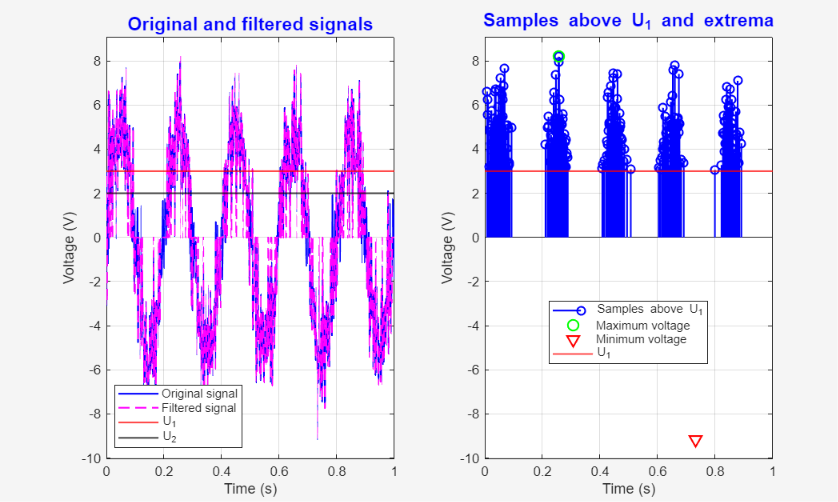 Original and filtered signals
8
6
4
2
0
-2
-4
-6
-8
-10
Voltage (V)
Original signal
Filtered signal
U₁
U₂
0
0.2
0.4
0.6
0.8
1
Time (s)
Samples above U₁ and extrema
8
6
4
2
0
-2
-4
-6
-8
-10
Voltage (V)
Samples above U₁
Maximum voltage
Minimum voltage
U₁
0
0.2
0.4
0.6
0.8
1
Time (s)